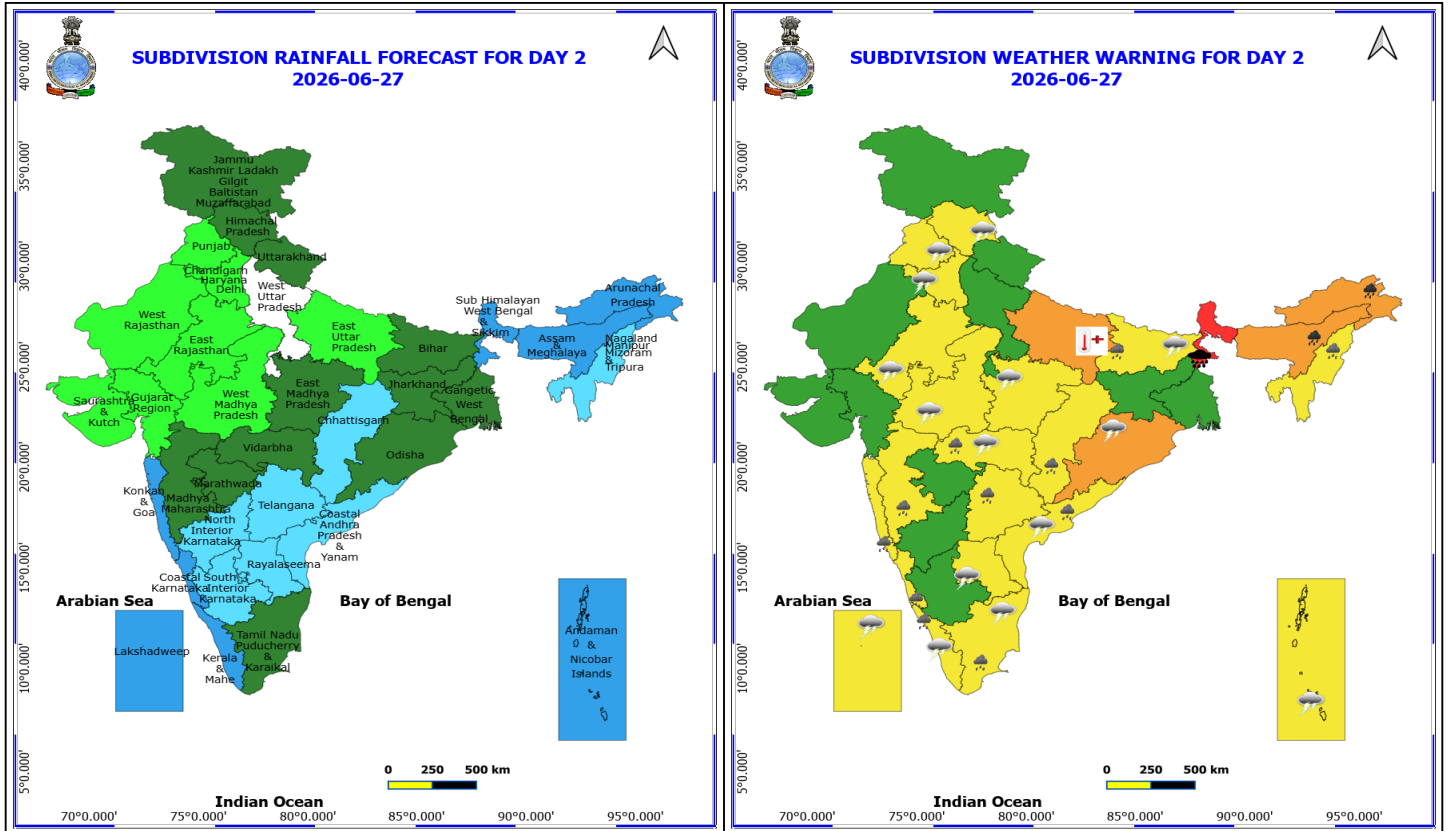 SUBDIVISION RAINFALL FORECAST FOR DAY 2
2026-06-27
40°0.000'
35°0.000'
30°0.000'
25°0.000'
20°0.000'
15°0.000'
10°0.000'
5°0.000'
Jammu
Kashmir Ladakh
Gilgit
Baltistan
Muzaffarabad
Himachal
Pradesh
Punjab
Uttarakhand
Chandigarh
Haryana
Delhi
West
Uttar
Pradesh
West
Rajasthan
East
Rajasthan
East
Uttar
Pradesh
Sub Himalayan
West Bengal
&
Sikkim
Arunachal
Pradesh
Assam
&
Meghalaya
Nagaland
Manipur
Mizoram
&
Tripura
Bihar
Jharkhand
Gangetic
West
Bengal
Saurashtra
&
Kutch
Gujarat
Region
West
Madhya
Pradesh
East
Madhya
Pradesh
Chhattisgarh
Vidarbha
Odisha
Konkan
&
Goa
Madhya
Maharashtra
Marathwada
Telangana
North
Interior
Karnataka
Coastal
Andhra
Pradesh
&
Yanam
Rayalaseema
Coastal
Karnataka
South
Interior
Karnataka
Arabian Sea
Bay of Bengal
Lakshadweep
Kerala
&
Mahe
Tamil Nadu
Puducherry
&
Karaikal
Andaman
&
Nicobar
Islands
0 250 500 km
Indian Ocean
70°0.000' 75°0.000' 80°0.000' 85°0.000' 90°0.000' 95°0.000'
SUBDIVISION WEATHER WARNING FOR DAY 2
2026-06-27
40°0.000'
35°0.000'
30°0.000'
25°0.000'
20°0.000'
15°0.000'
10°0.000'
5°0.000'
Arabian Sea
Bay of Bengal
0 250 500 km
Indian Ocean
70°0.000' 75°0.000' 80°0.000' 85°0.000' 90°0.000' 95°0.000'